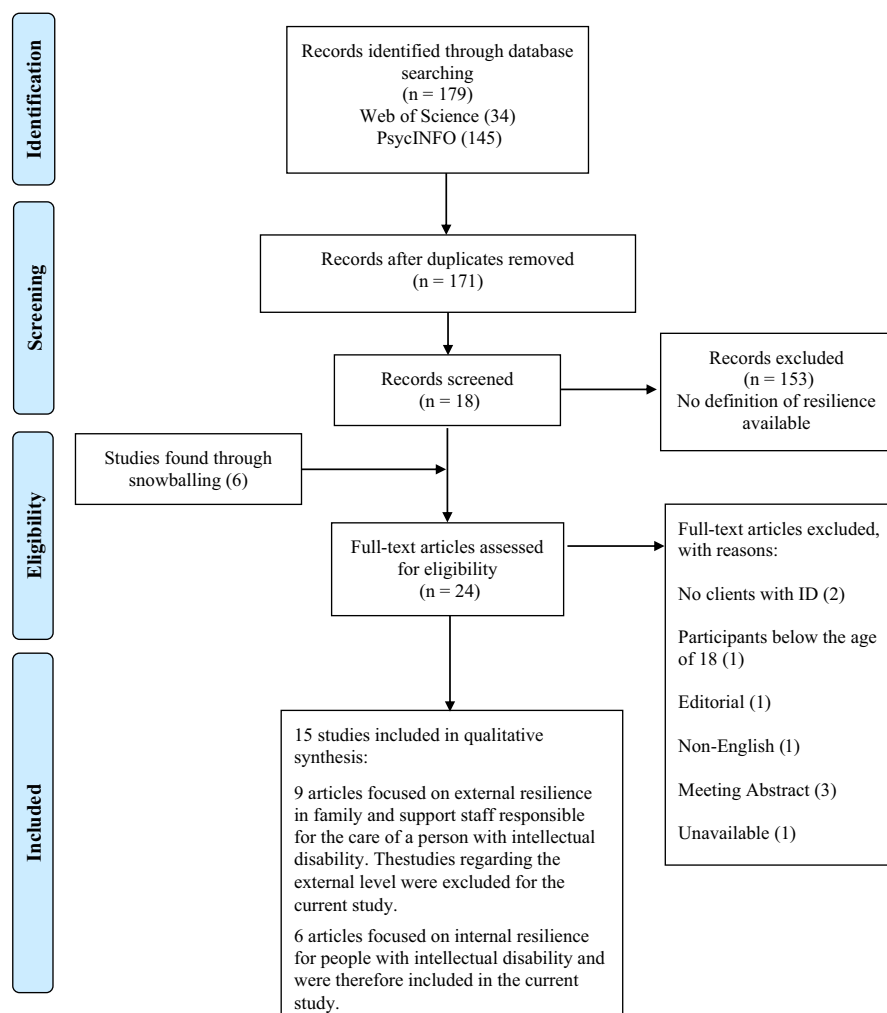 Identification
Records identified through database
searching
(n = 179)
Web of Science (34)
PsycINFO (145)
Screening
Records after duplicates removed
(n = 171)
Records screened
(n = 18)
Records excluded
(n = 153)
No definition of resilience
available
Eligibility
Studies found through
snowballing (6)
Full-text articles assessed
for eligibility
(n = 24)
Full-text articles excluded,
with reasons:
No clients with ID (2)
Participants below the age
of 18 (1)
Editorial (1)
Non-English (1)
Meeting Abstract (3)
Unavailable (1)
Included
15 studies included in qualitative
synthesis:
9 articles focused on external resilience
in family and support staff responsible
for the care of a person with intellectual
disability. Thestudies regarding the
external level were excluded for the
current study.
6 articles focused on internal resilience
for people with intellectual disability and
were therefore included in the current
study.